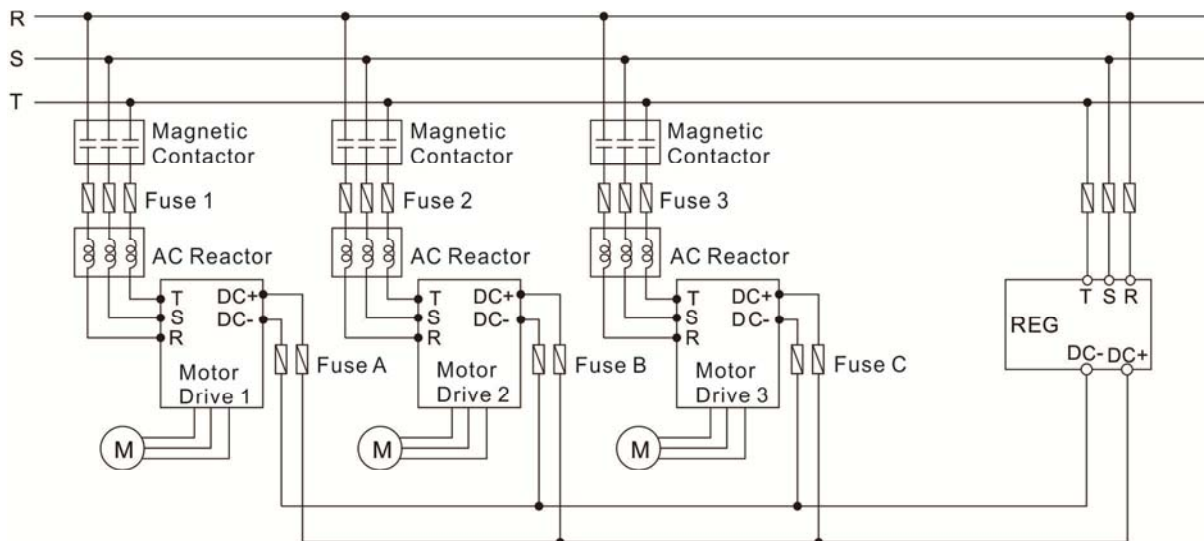 R
S
T
Magnetic
Contactor
Magnetic
Contactor
Magnetic
Contactor
Fuse 1
Fuse 2
Fuse 3
AC Reactor
AC Reactor
AC Reactor
T DC+
S DC-
R
T DC+
S DC-
R
T DC+
S DC-
R
T S R
REG
DC- DC+
Motor
Drive 1
Fuse A
Motor
Drive 2
Fuse B
Motor
Drive 3
Fuse C
M
M
M